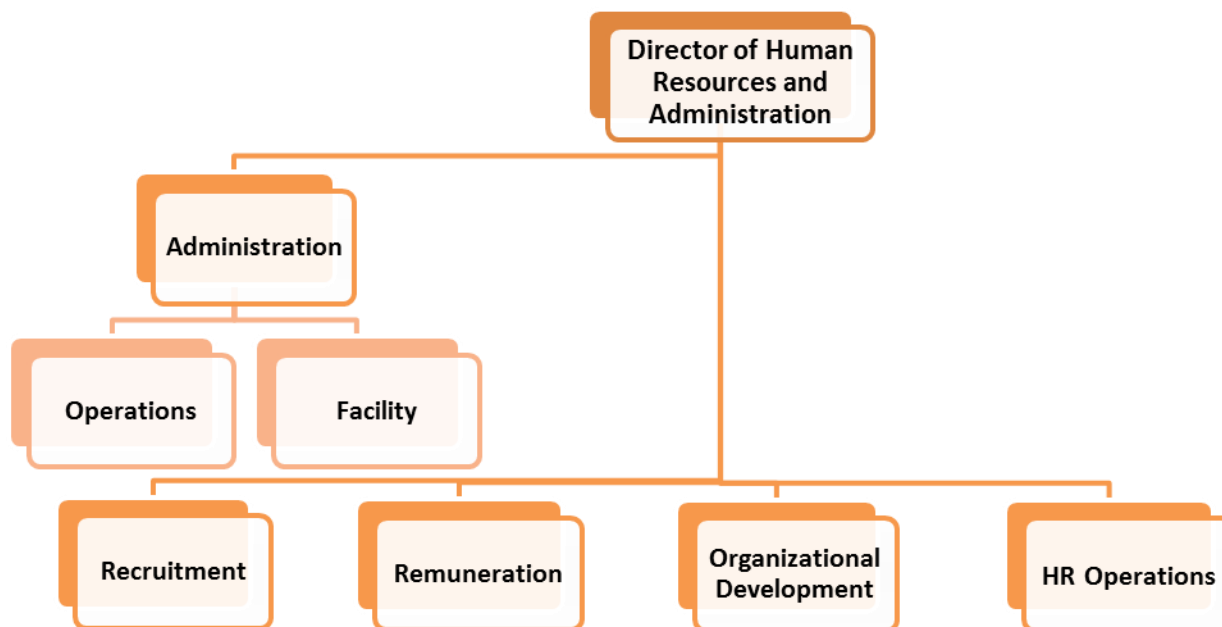 Director of Human
Resources and
Administration
Administration
Operations
Facility
Recruitment
Remuneration
Organizational
Development
HR Operations